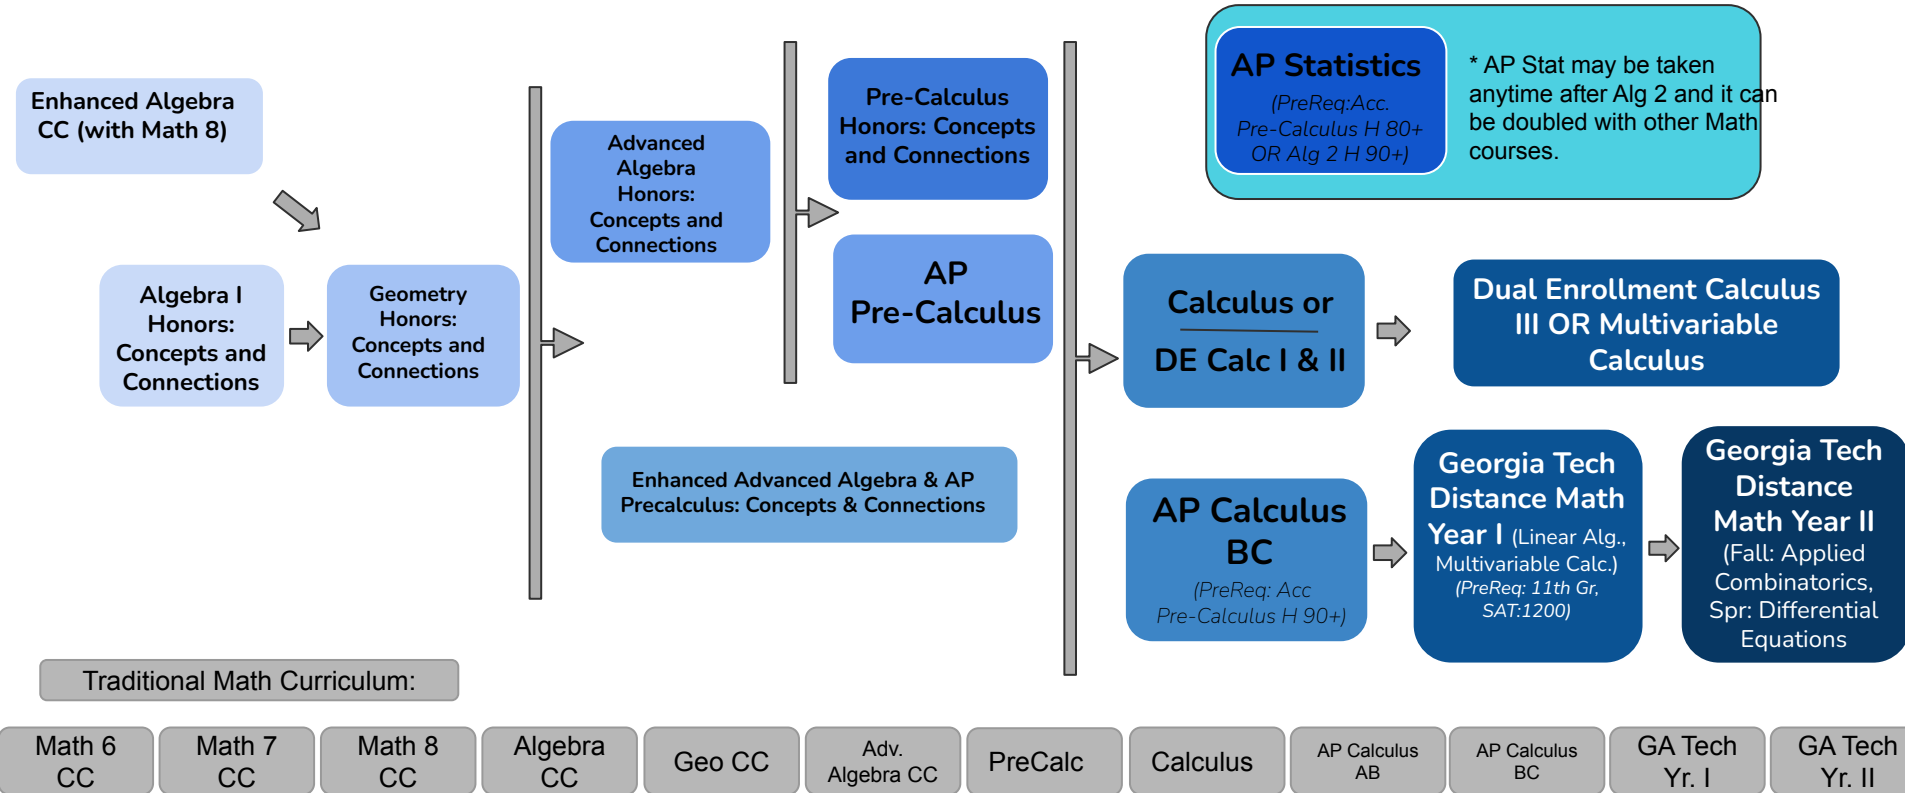 Enhanced Algebra
CC (with Math 8)
Algebra I
Honors:
Concepts and
Connections
Geometry
Honors:
Concepts and
Connections
Advanced
Algebra
Honors:
Concepts and
Connections
Enhanced Advanced Algebra & AP
Precalculus: Concepts & Connections
Pre-Calculus
Honors: Concepts
and Connections
AP
Pre-Calculus
AP Statistics
(PreReq:Acc.
Pre-Calculus H 80+
OR Alg 2 H 90+)
* AP Stat may be taken
anytime after Alg 2 and it can
be doubled with other Math
courses.
Calculus or
DE Calc I & II
Dual Enrollment Calculus
III OR Multivariable
Calculus
AP Calculus
BC
(PreReq: Acc
Pre-Calculus H 90+)
Georgia Tech
Distance Math
Year I (Linear Alg.,
Multivariable Calc.)
(PreReq: 11th Gr,
SAT:1200)
Georgia Tech
Distance
Math Year II
(Fall: Applied
Combinatorics,
Spr: Differential
Equations
Traditional Math Curriculum:
Math 6
CC
Math 7
CC
Math 8
CC
Algebra
CC
Geo CC
Adv.
Algebra CC
PreCalc
Calculus
AP Calculus
AB
AP Calculus
BC
GA Tech
Yr. I
GA Tech
Yr. II